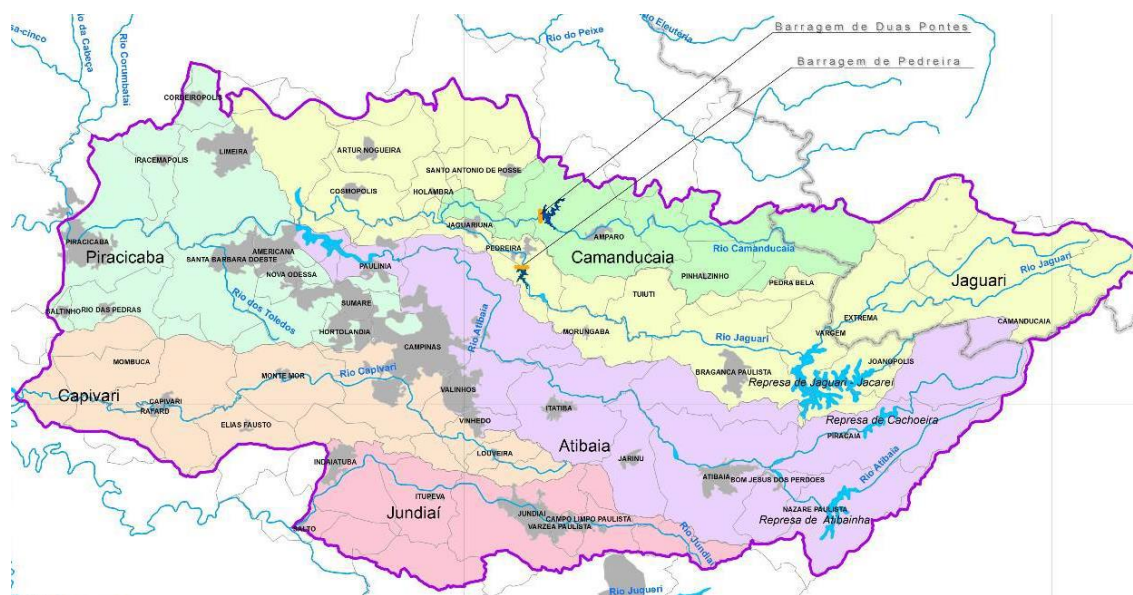 Barragem de Duas Pontes
Rio Eleutéria
Rio do Peixe
sa-cinco
Rio da Cabeça
Rio Corumbataí
Barragem de Pedreira
CORDEIROPOLIS
LIMEIRA
IRACEMAPOLIS
ARTUR NOGUEIRA
SANTO ANTONIO DE POSSE
COSMOPOLIS
HOLAMBRA
JAGUARIUNA
AMPARO
Rio Camanducaia
PIRACICABA
Piracicaba
AMERICANA
SANTA BARBARA DOESTE
PAULÍNIA
NOVA ODESSA
PEDREIRA
Camanducaia
PINHALZINHO
PEDRA BELA
Rio Jaguari
Jaguari
TUIUTI
SALTINHO
RIO DAS PEDRAS
Rio dos Toledos
SUMARE
HORTOLANDIA
Rio Atibaia
MORUNGABA
Rio Jaguari
VARGEM
EXTREMA
CAMANDUCAIA
CAMPINAS
MOMBUCA
MONTE MOR
Rio Capivari
BRAGANCA PAULISTA
JOANOPOLIS
Represa de Jaguari - Jacareí
Capivari
CAPIVARI
RAFARD
VALINHOS
ITATIBA
Represa de Cachoeira
ELIAS FAUSTO
VINHEDO
PIRACAIA
Atibaia
LOUVEIRA
JARINU
Rio Atibaia
INDAIATUBA
ATIBAIA
BOM JESUS DOS PERDOES
ITUPEVA
Jundiaí
JUNDIAI
CAMPO LIMPO PAULISTA
VARZEA PAULISTA
NAZARE PAULISTA
Represa de Atibainha
SALTO
Rio Jundiaí
Rio Juqueri